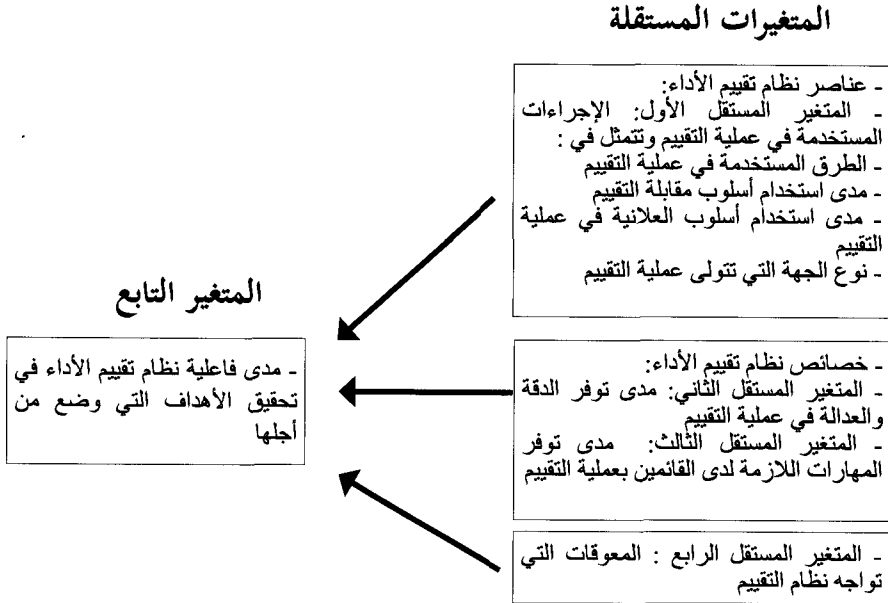 المتغيرات المستقلة
- عناصر نظام تقييم الأداء:
- المتغير المستقل الأول: الإجراءات
المستخدمة في عملية التقييم وتتمثل في :
- الطرق المستخدمة في عملية التقييم
- مدى استخدام أسلوب مقابلة التقييم
- مدى استخدام أسلوب العلانية في عملية
التقييم
- نوع الجهة التي تتولى عملية التقييم
- خصائص نظام تقييم الأداء:
- المتغير المستقل الثاني: مدى توفر الدقة
والعدالة في عملية التقييم
- المتغير المستقل الثالث: مدى توفر
المهارات اللازمة لدى القائمين بعملية التقييم
- المتغير المستقل الرابع : المعوقات التي
تواجه نظام التقييم
المتغير التابع
- مدى فاعلية نظام تقييم الأداء في
تحقيق الأهداف التي وضع من
أجلها